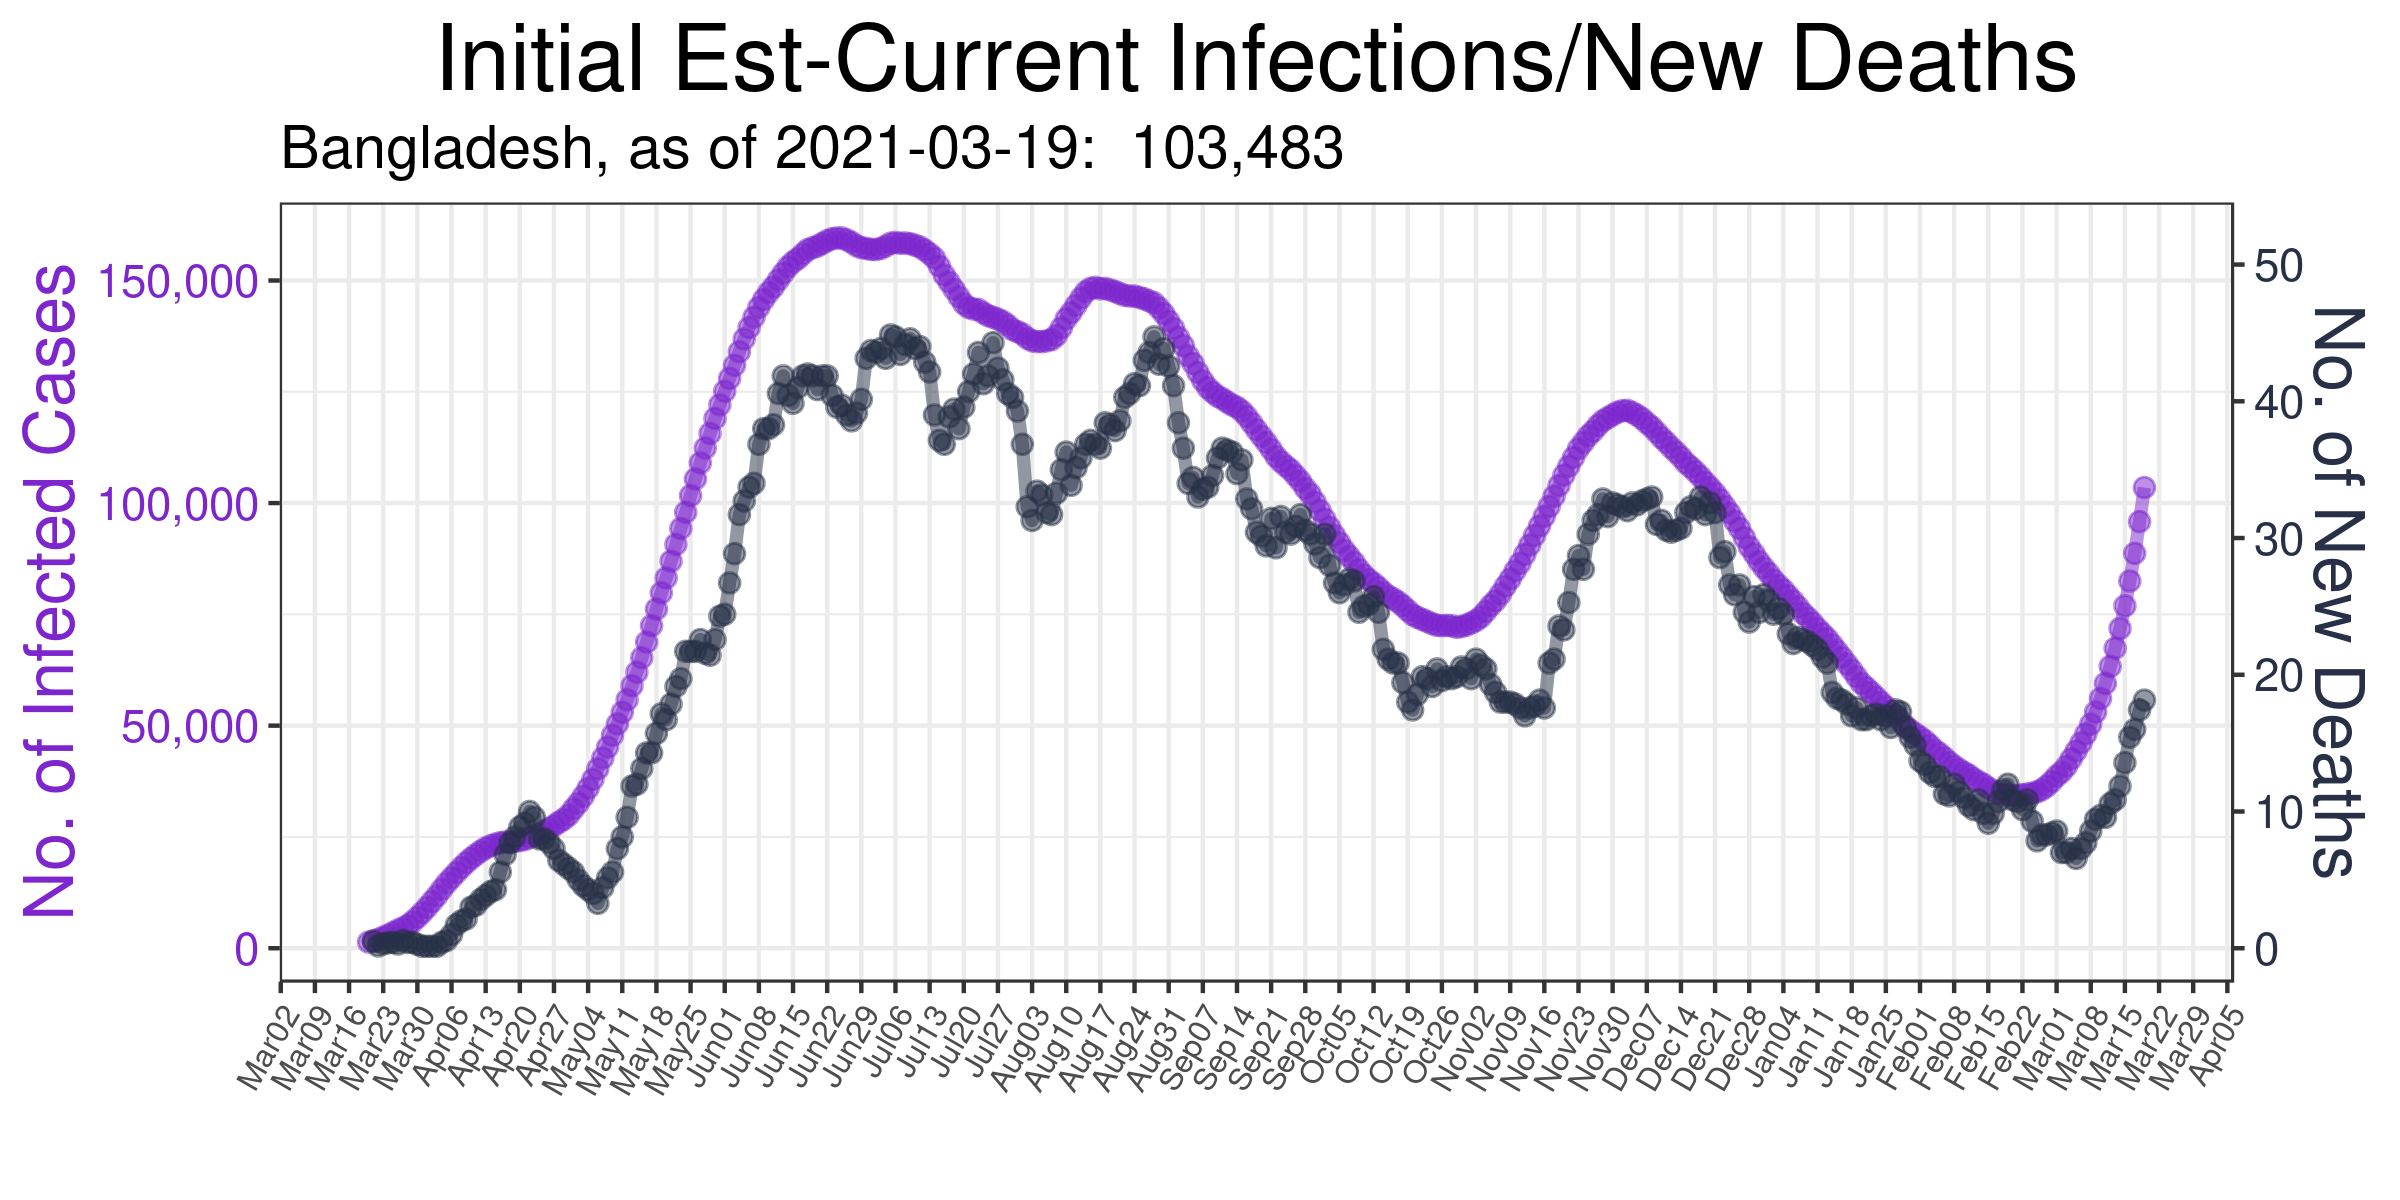 Initial Est-Current Infections/New Deaths
Bangladesh, as of 2021-03-19:  103,483
No. of Infected Cases
150,000
100,000
50,000
0
50
40
30
20
10
0
No. of New Deaths
Mar02
Mar09
Mar16
Mar23
Mar30
Apr06
Apr13
Apr20
Apr27
May04
May11
May18
May25
Jun01
Jun08
Jun15
Jun22
Jun29
Jul06
Jul13
Jul20
Jul27
Aug03
Aug10
Aug17
Aug24
Aug31
Sep07
Sep14
Sep21
Sep28
Oct05
Oct12
Oct19
Oct26
Nov02
Nov09
Nov16
Nov23
Nov30
Dec07
Dec14
Dec21
Dec28
Jan04
Jan11
Jan18
Jan25
Feb01
Feb08
Feb15
Feb22
Mar01
Mar08
Mar15
Mar22
Mar29
Apr05